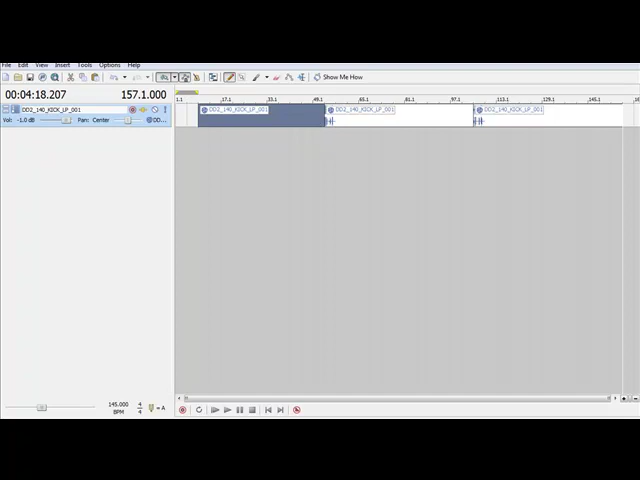 File Edit View Insert Tools Options Help
Show Me How
00:04:18.207 157.1.000
1.1 17.1 33.1 49.1 65.1 81.1 97.1 113.1 129.1 145.1
DD2_140_KICK_LP_001 DD2_140_KICK_LP_001 DD2_140_KICK_LP_001 DD2_140_KICK_LP_001
Vol: -1.0 dB Pan: Center DD...
145.000 BPM 4/4 = A